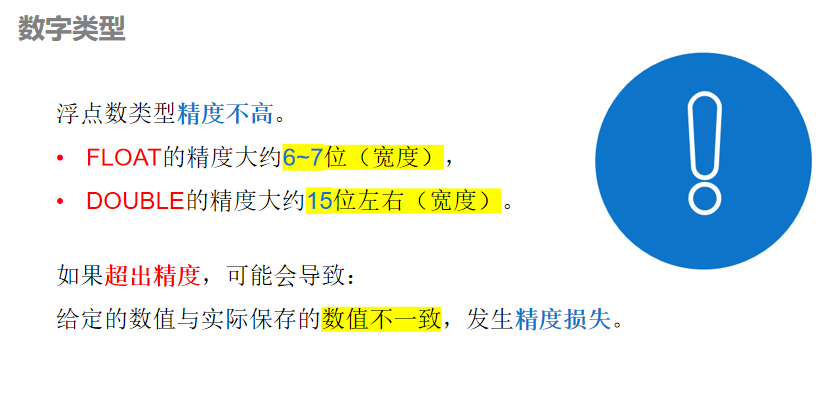 数字类型
浮点数类型精度不高。
• FLOAT的精度大约6~7位（宽度），
• DOUBLE的精度大约15位左右（宽度）。
如果超出精度，可能会导致：
给定的数值与实际保存的数值不一致，发生精度损失。